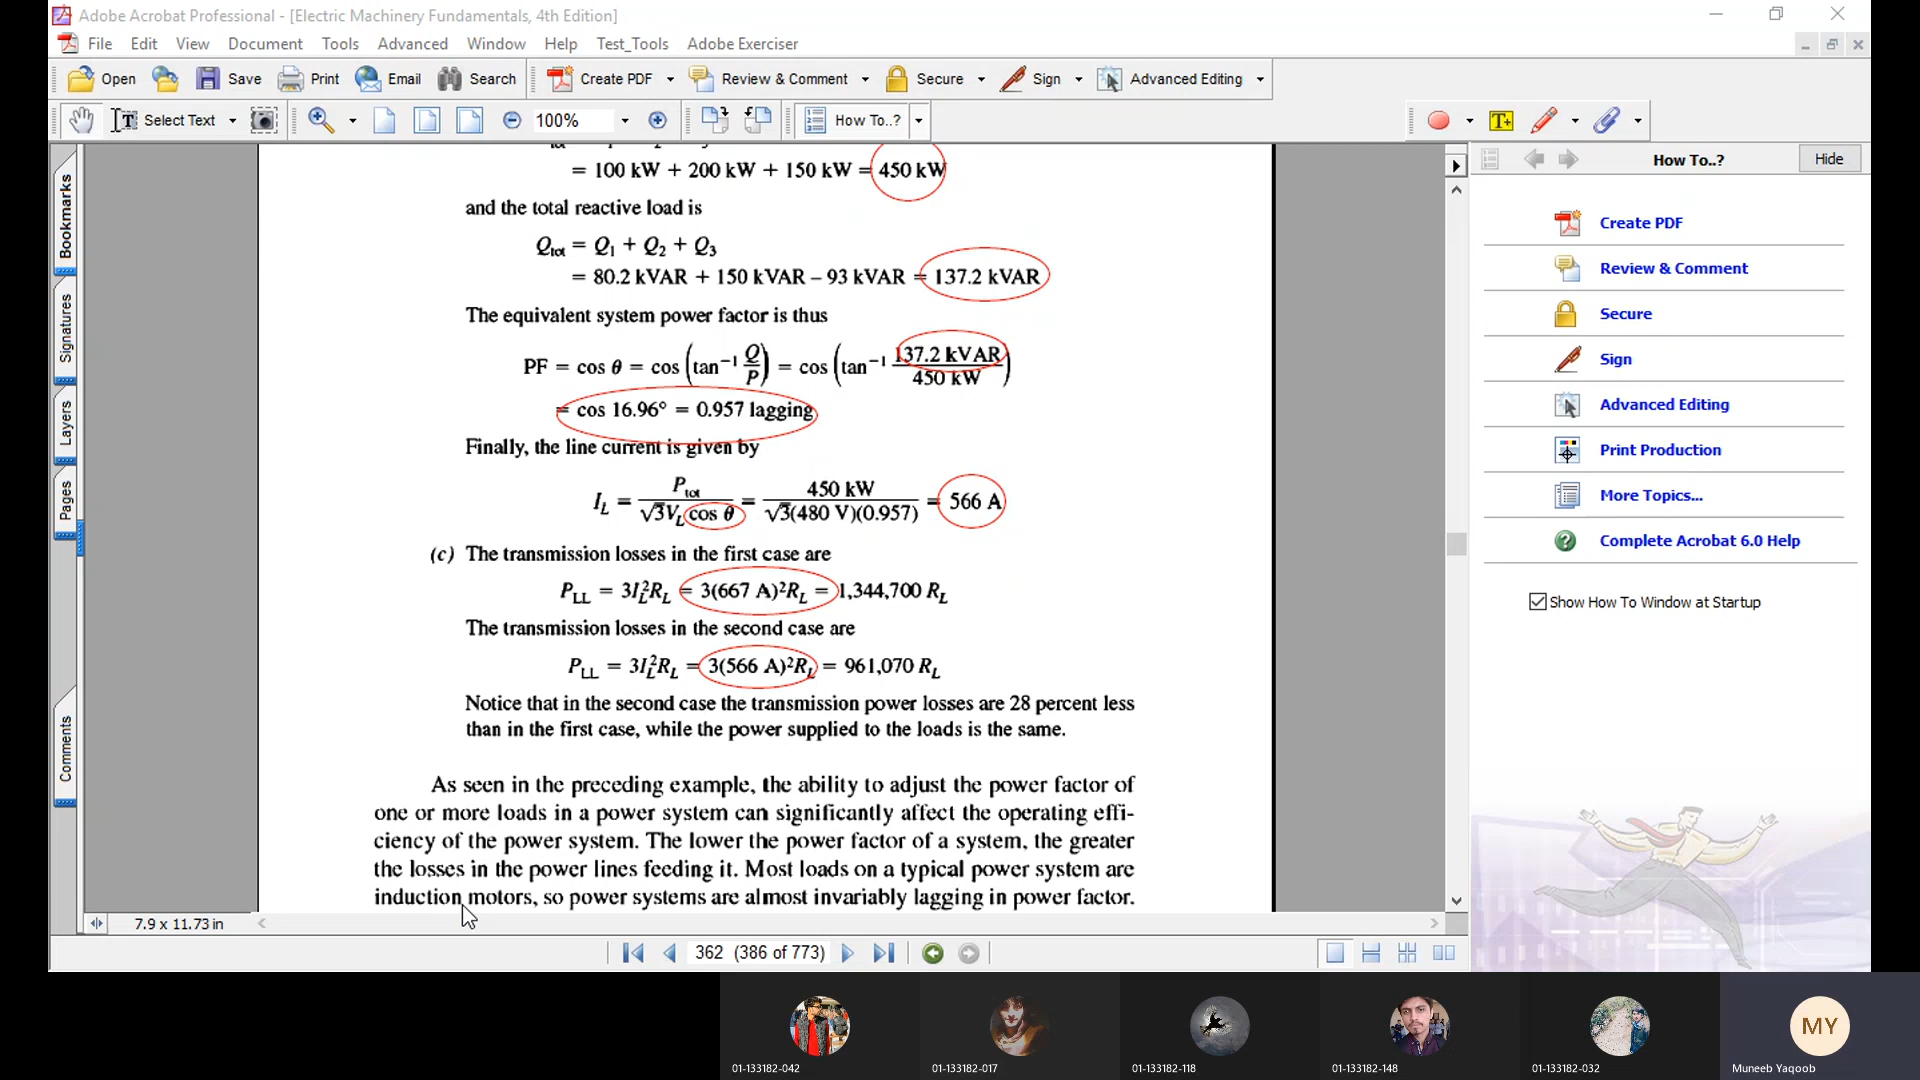 Adobe Acrobat Professional - [Electric Machinery Fundamentals, 4th Edition]
File Edit View Document Tools Advanced Window Help Test_Tools Adobe Exerciser
Open Save Print Email Search Create PDF Review & Comment Secure Sign Advanced Editing
Select Text 100% How To..?
How To..? Hide
Bookmarks
Signatures
Layers
Pages
Comments
= 100 kW + 200 kW + 150 kW = 450 kW
and the total reactive load is
Qtot = Q1 + Q2 + Q3
= 80.2 kVAR + 150 kVAR – 93 kVAR = 137.2 kVAR
The equivalent system power factor is thus
PF = cos θ = cos (tan⁻¹ Q/P) = cos (tan⁻¹ 137.2 kVAR/450 kW)
= cos 16.96° = 0.957 lagging
Finally, the line current is given by
I_L = Ptot/√3V_L cos θ = 450 kW/√3(480 V)(0.957) = 566 A
(c) The transmission losses in the first case are
P_LL = 3I_L²R_L = 3(667 A)²R_L = 1,344,700 R_L
The transmission losses in the second case are
P_LL = 3I_L²R_L = 3(566 A)²R_L = 961,070 R_L
Notice that in the second case the transmission power losses are 28 percent less
than in the first case, while the power supplied to the loads is the same.
As seen in the preceding example, the ability to adjust the power factor of
one or more loads in a power system can significantly affect the operating effi-
ciency of the power system. The lower the power factor of a system, the greater
the losses in the power lines feeding it. Most loads on a typical power system are
induction motors, so power systems are almost invariably lagging in power factor.
Create PDF
Review & Comment
Secure
Sign
Advanced Editing
Print Production
More Topics...
Complete Acrobat 6.0 Help
Show How To Window at Startup
7.9 x 11.73 in
362 (386 of 773)
MY
01-133182-042 01-133182-017 01-133182-118 01-133182-148 01-133182-032 Muneeb Yaqoob